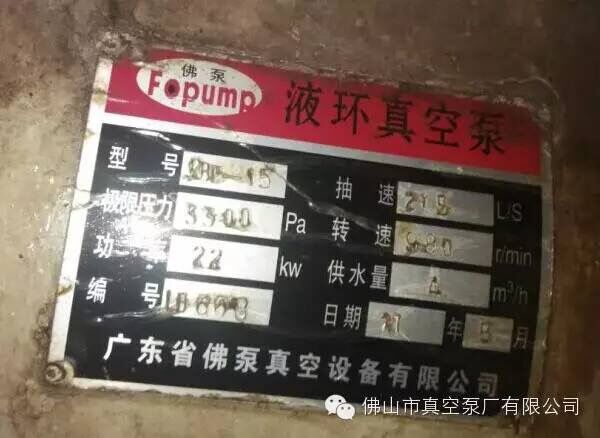 佛泵
Fopump
液环真空泵
型号 -15 抽速 L/S
极限压力 3300 Pa 转速 r/min
功 22 kw 供水量 m³/h
编号 日期 年 月
广东省佛泵真空设备有限公司
佛山市真空泵厂有限公司